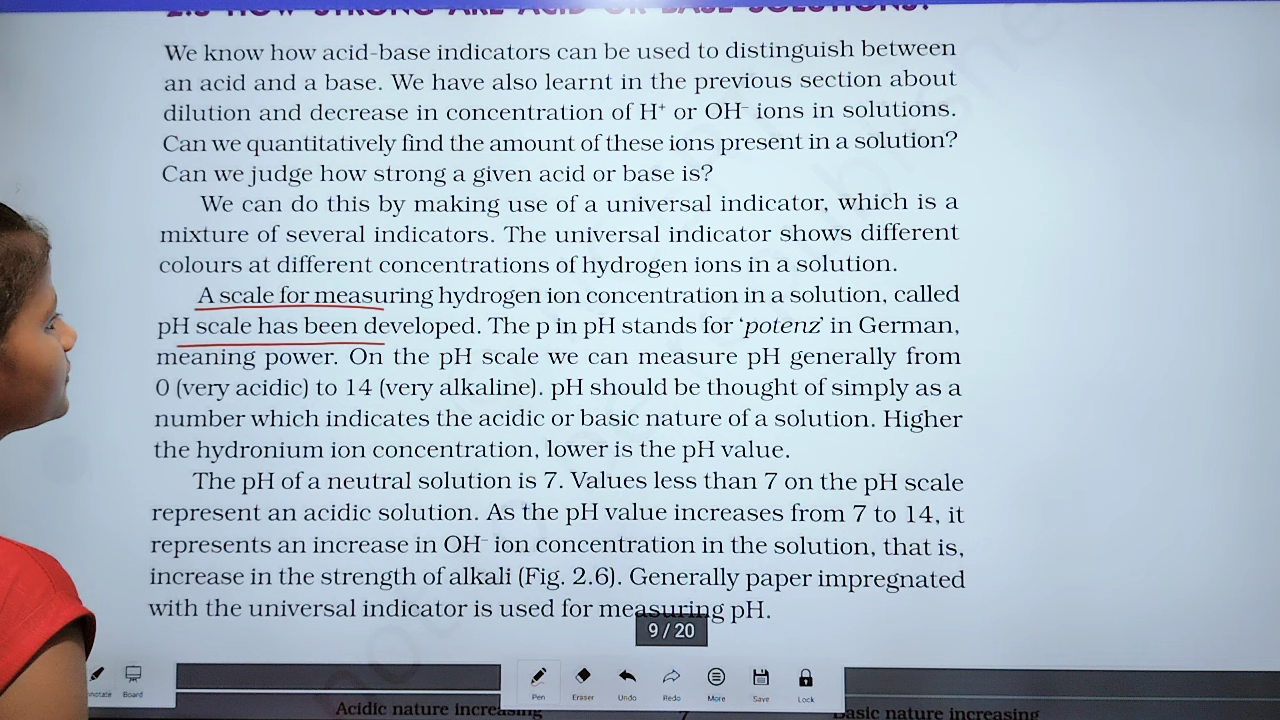 2.3 HOW STRONG ARE ACID OR BASE SOLUTIONS?
We know how acid-base indicators can be used to distinguish between
an acid and a base. We have also learnt in the previous section about
dilution and decrease in concentration of H⁺ or OH⁻ ions in solutions.
Can we quantitatively find the amount of these ions present in a solution?
Can we judge how strong a given acid or base is?
We can do this by making use of a universal indicator, which is a
mixture of several indicators. The universal indicator shows different
colours at different concentrations of hydrogen ions in a solution.
A scale for measuring hydrogen ion concentration in a solution, called
pH scale has been developed. The p in pH stands for ‘potenz’ in German,
meaning power. On the pH scale we can measure pH generally from
0 (very acidic) to 14 (very alkaline). pH should be thought of simply as a
number which indicates the acidic or basic nature of a solution. Higher
the hydronium ion concentration, lower is the pH value.
The pH of a neutral solution is 7. Values less than 7 on the pH scale
represent an acidic solution. As the pH value increases from 7 to 14, it
represents an increase in OH⁻ ion concentration in the solution, that is,
increase in the strength of alkali (Fig. 2.6). Generally paper impregnated
with the universal indicator is used for measuring pH.
9 / 20
Board Pen Eraser Undo Redo More Save Lock
Acidic nature increasing 7 Basic nature increasing